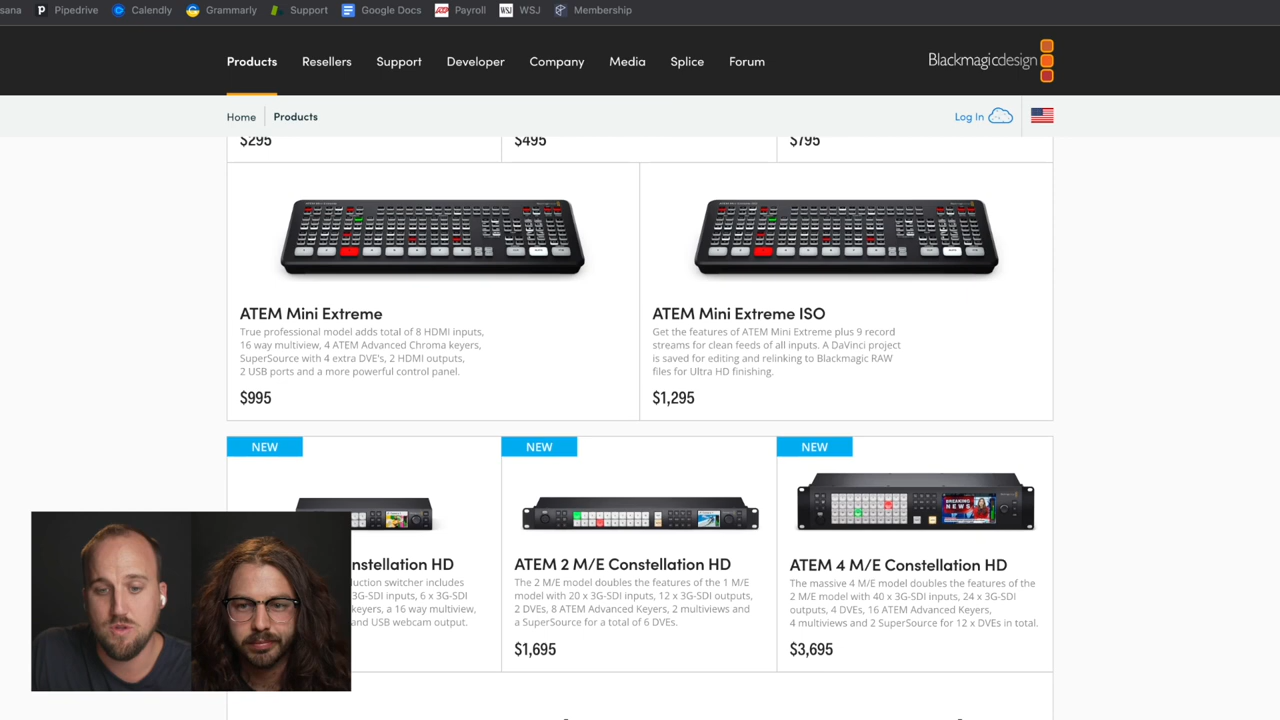 sana Pipedrive Calendly Grammarly Support Google Docs Payroll WSJ WSJ Membership
Products Resellers Support Developer Company Media Splice Forum Blackmagicdesign
Home Products Log In
$295 $495 $795
ATEM Mini Extreme
True professional model adds total of 8 HDMI inputs,
16 way multiview, 4 ATEM Advanced Chroma keyers,
SuperSource with 4 extra DVE's, 2 HDMI outputs,
2 USB ports and a more powerful control panel.
$995
ATEM Mini Extreme ISO
Get the features of ATEM Mini Extreme plus 9 record
streams for clean feeds of all inputs. A DaVinci project
is saved for editing and relinking to Blackmagic RAW
files for Ultra HD finishing.
$1,295
NEW
nstellation HD
uction switcher includes
3G-SDI inputs, 6 x 3G-SDI
keyers, a 16 way multiview,
and USB webcam output.
NEW
ATEM 2 M/E Constellation HD
The 2 M/E model doubles the features of the 1 M/E
model with 20 x 3G-SDI inputs, 12 x 3G-SDI outputs,
2 DVEs, 8 ATEM Advanced Keyers, 2 multiviews and
a SuperSource for a total of 6 DVEs.
$1,695
NEW
BREAKING
NEWS
ATEM 4 M/E Constellation HD
The massive 4 M/E model doubles the features of the
2 M/E model with 40 x 3G-SDI inputs, 24 x 3G-SDI
outputs, 4 DVEs, 16 ATEM Advanced Keyers,
4 multiviews and 2 SuperSource for 12 x DVEs in total.
$3,695